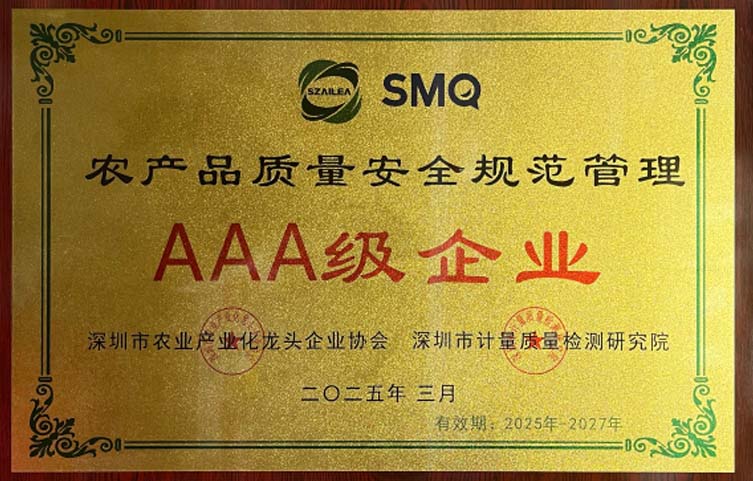 SZAILEA SMQ
农产品质量安全规范管理
AAA级企业
深圳市农业产业化龙头企业协会 深圳市计量质量检测研究院
二〇二五年 三月
有效期：2025年-2027年